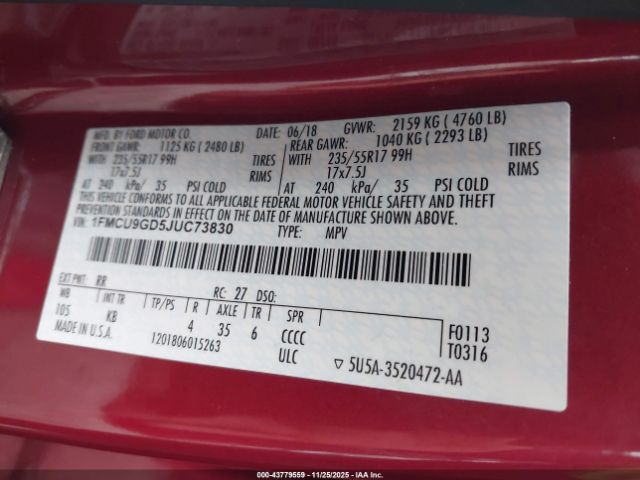 MFD. BY FORD MOTOR CO. DATE: 06/18 GVWR: 2159 KG ( 4760 LB)
FRONT GAWR: 1125 KG ( 2480 LB) REAR GAWR: 1040 KG ( 2293 LB)
WITH 235/55R17 99H TIRES WITH 235/55R17 99H TIRES
17x7.5J RIMS 17x7.5J RIMS
AT 240 kPa/ 35 PSI COLD AT 240 kPa/ 35 PSI COLD
THIS VEHICLE CONFORMS TO ALL APPLICABLE FEDERAL MOTOR VEHICLE SAFETY AND THEFT
PREVENTION STANDARDS IN EFFECT ON THE DATE OF MANUFACTURE SHOWN ABOVE.
VIN: 1FMCU9GD5JUC73830 TYPE: MPV
EXT PNT: RR RC: 27 DSO:
WB INT TR TP/PS R AXLE TR SPR
105 KB 4 35 6 CCCC F0113
MADE IN U.S.A. 1201806015263 ULC T0316
▽ 5U5A-3520472-AA
000-43779559 - 11/25/2025 - IAA Inc.